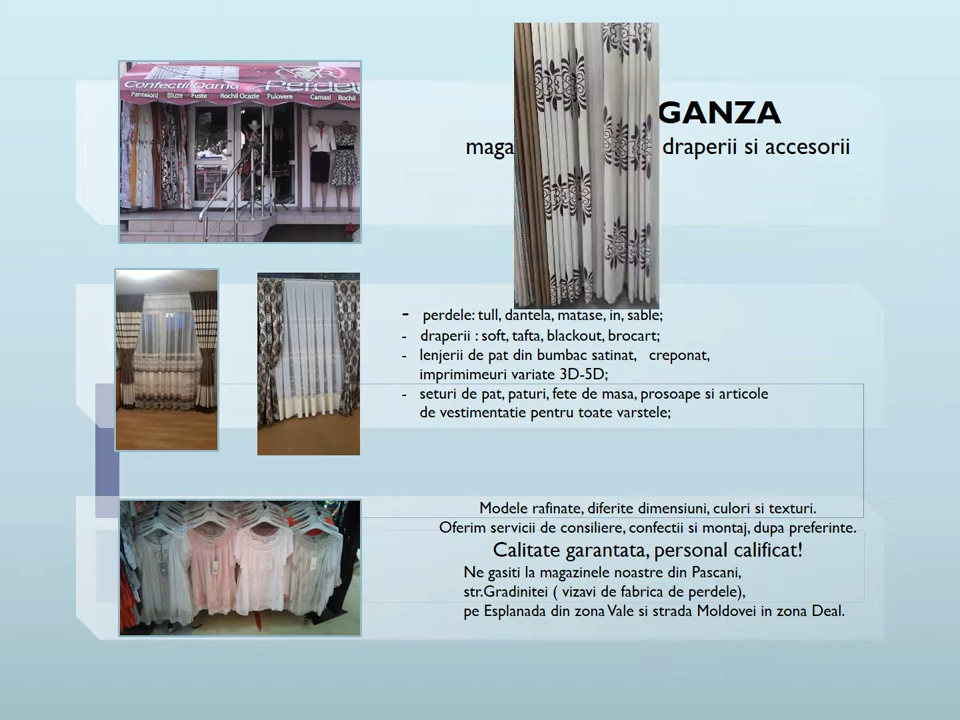 Confectii Dama Perdele
Pantaloni Bluze Fuste Rochii Ocazie Pulovere Camasi Rochii
GANZA
maga draperii si accesorii
- perdele: tull, dantela, matase, in, sable;
- draperii : soft, tafta, blackout, brocart;
- lenjerii de pat din bumbac satinat, creponat,
imprimimeuri variate 3D-5D;
- seturi de pat, paturi, fete de masa, prosoape si articole
de vestimentatie pentru toate varstele;
Modele rafinate, diferite dimensiuni, culori si texturi.
Oferim servicii de consiliere, confectii si montaj, dupa preferinte.
Calitate garantata, personal calificat!
Ne gasiti la magazinele noastre din Pascani,
str.Gradinitei ( vizavi de fabrica de perdele),
pe Esplanada din zona Vale si strada Moldovei in zona Deal.